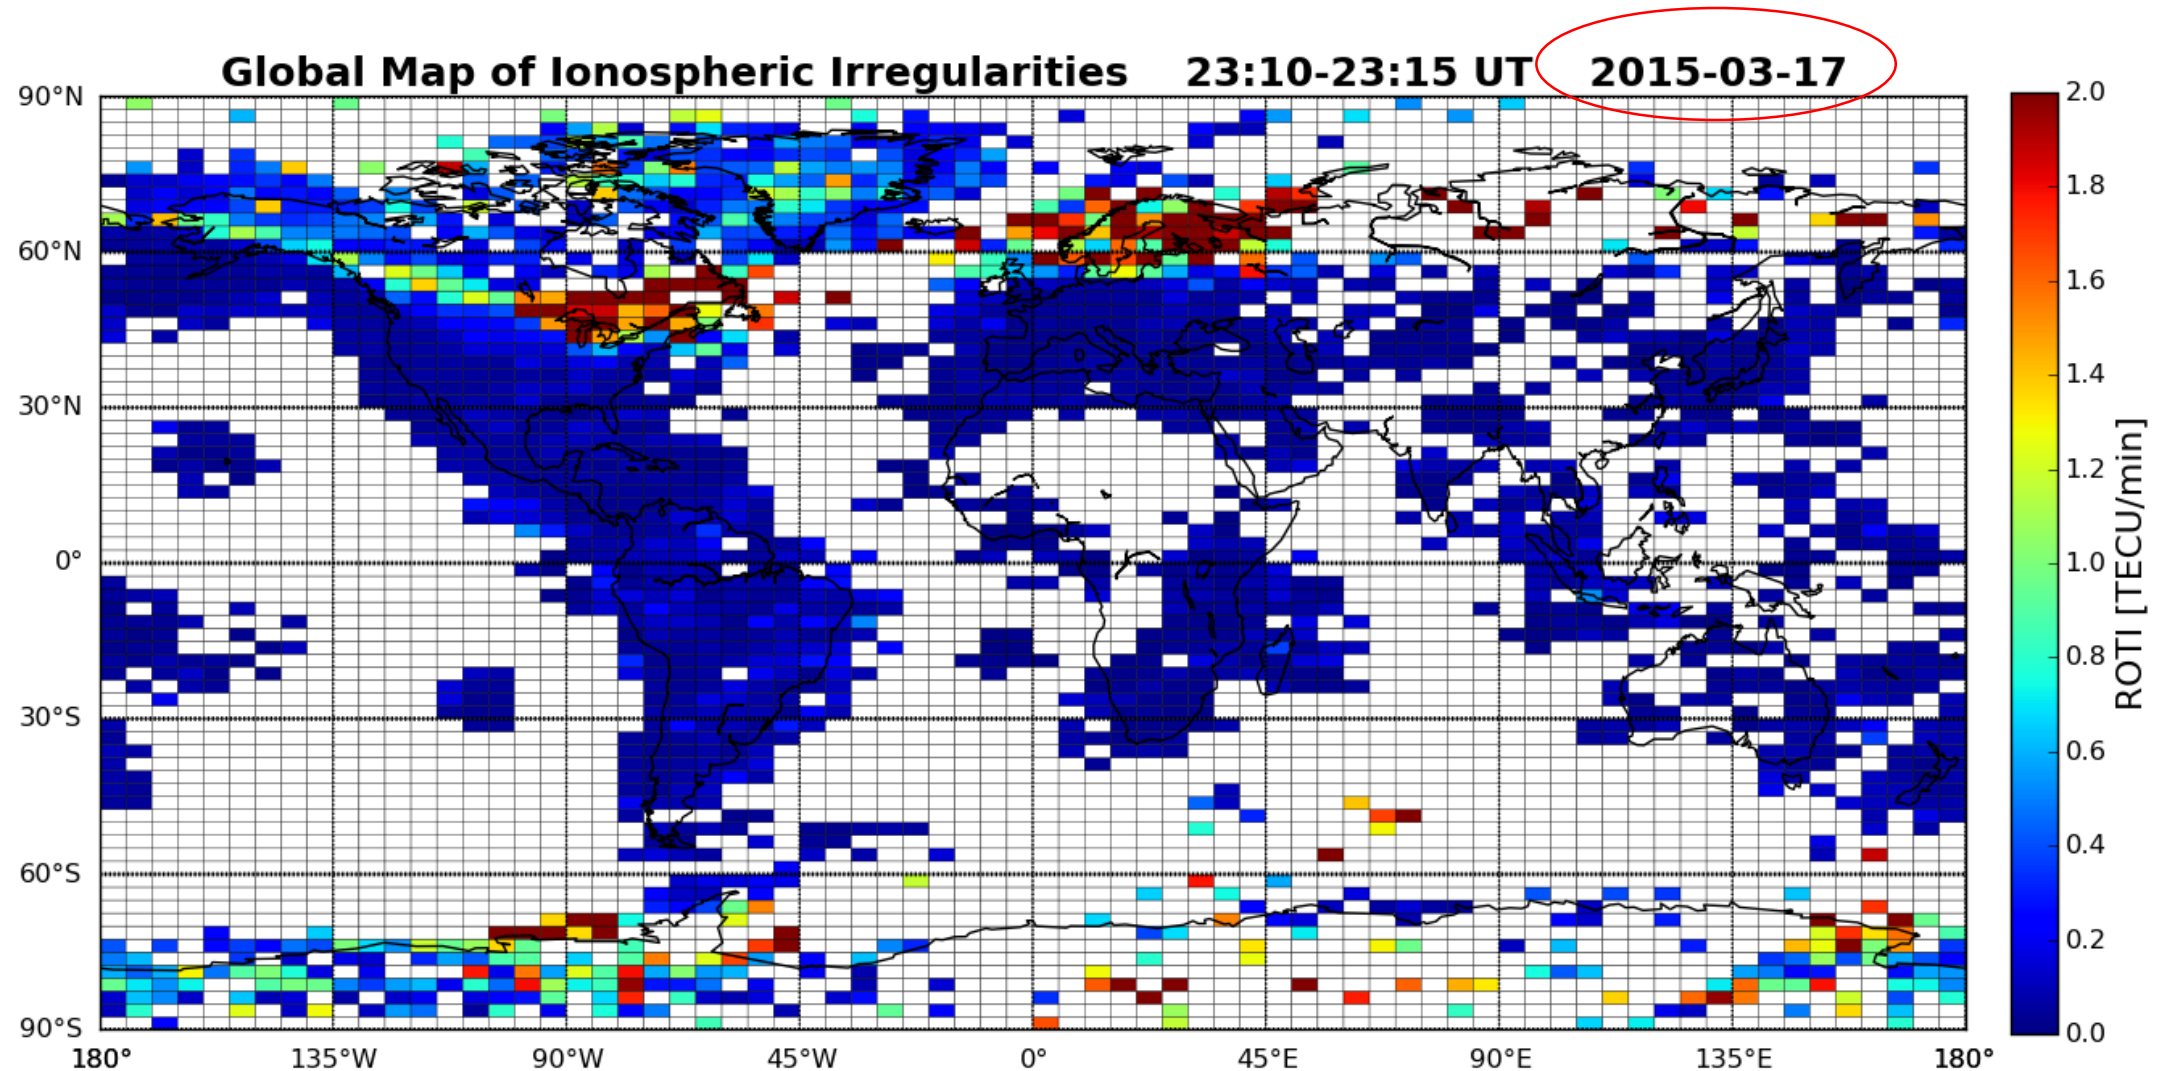 Global Map of Ionospheric Irregularities 23:10-23:15 UT 2015-03-17
90°N
60°N
30°N
0°
30°S
60°S
90°S
180° 135°W 90°W 45°W 0° 45°E 90°E 135°E 180°
2.0
1.8
1.6
1.4
1.2
1.0
0.8
0.6
0.4
0.2
0.0
ROTI [TECU/min]